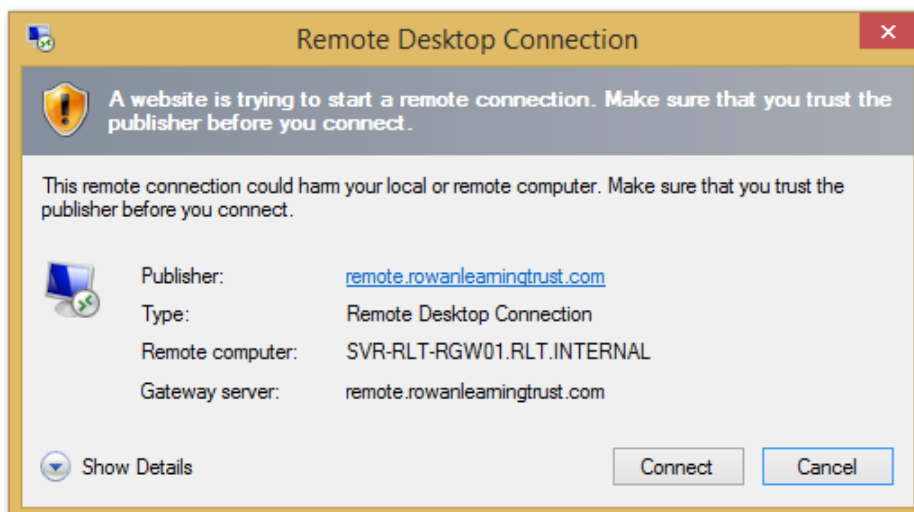 Remote Desktop Connection
A website is trying to start a remote connection. Make sure that you trust the
publisher before you connect.
This remote connection could harm your local or remote computer. Make sure that you trust the
publisher before you connect.
Publisher: remote.rowanlearningtrust.com
Type: Remote Desktop Connection
Remote computer: SVR-RLT-RGW01.RLT.INTERNAL
Gateway server: remote.rowanlearningtrust.com
Show Details Connect Cancel